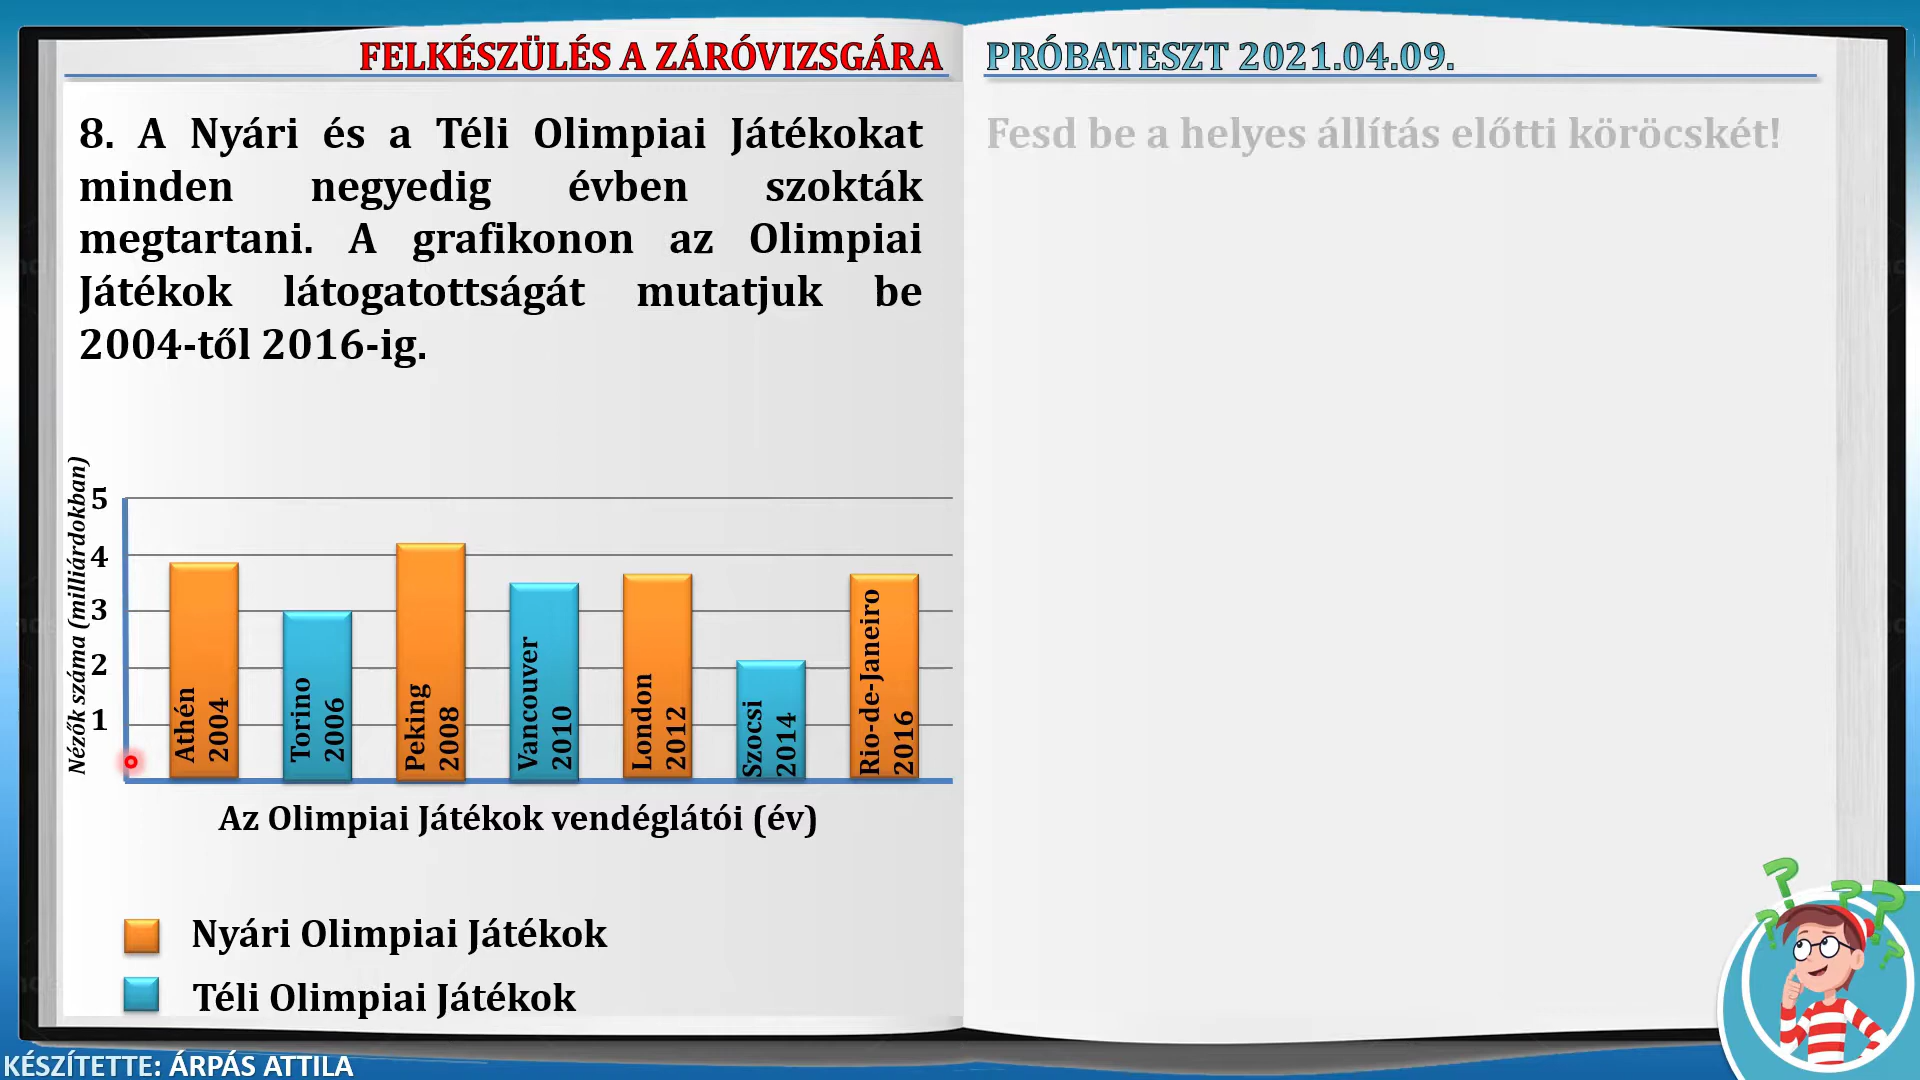 FELKÉSZÜLÉS A ZÁRÓVIZSGÁRA
8. A Nyári és a Téli Olimpiai Játékokat
minden negyedig évben szokták
megtartani. A grafikonon az Olimpiai
Játékok látogatottságát mutatjuk be
2004-től 2016-ig.
Nézők száma (milliárdokban)
5
4
3
2
1
Athén
2004
Torino
2006
Peking
2008
Vancouver
2010
London
2012
Szocsi
2014
Rio-de-Janeiro
2016
Az Olimpiai Játékok vendéglátói (év)
Nyári Olimpiai Játékok
Téli Olimpiai Játékok
PRÓBATESZT 2021.04.09.
Fesd be a helyes állítás előtti köröcskét!
KÉSZÍTETTE: ÁRPÁS ATTILA